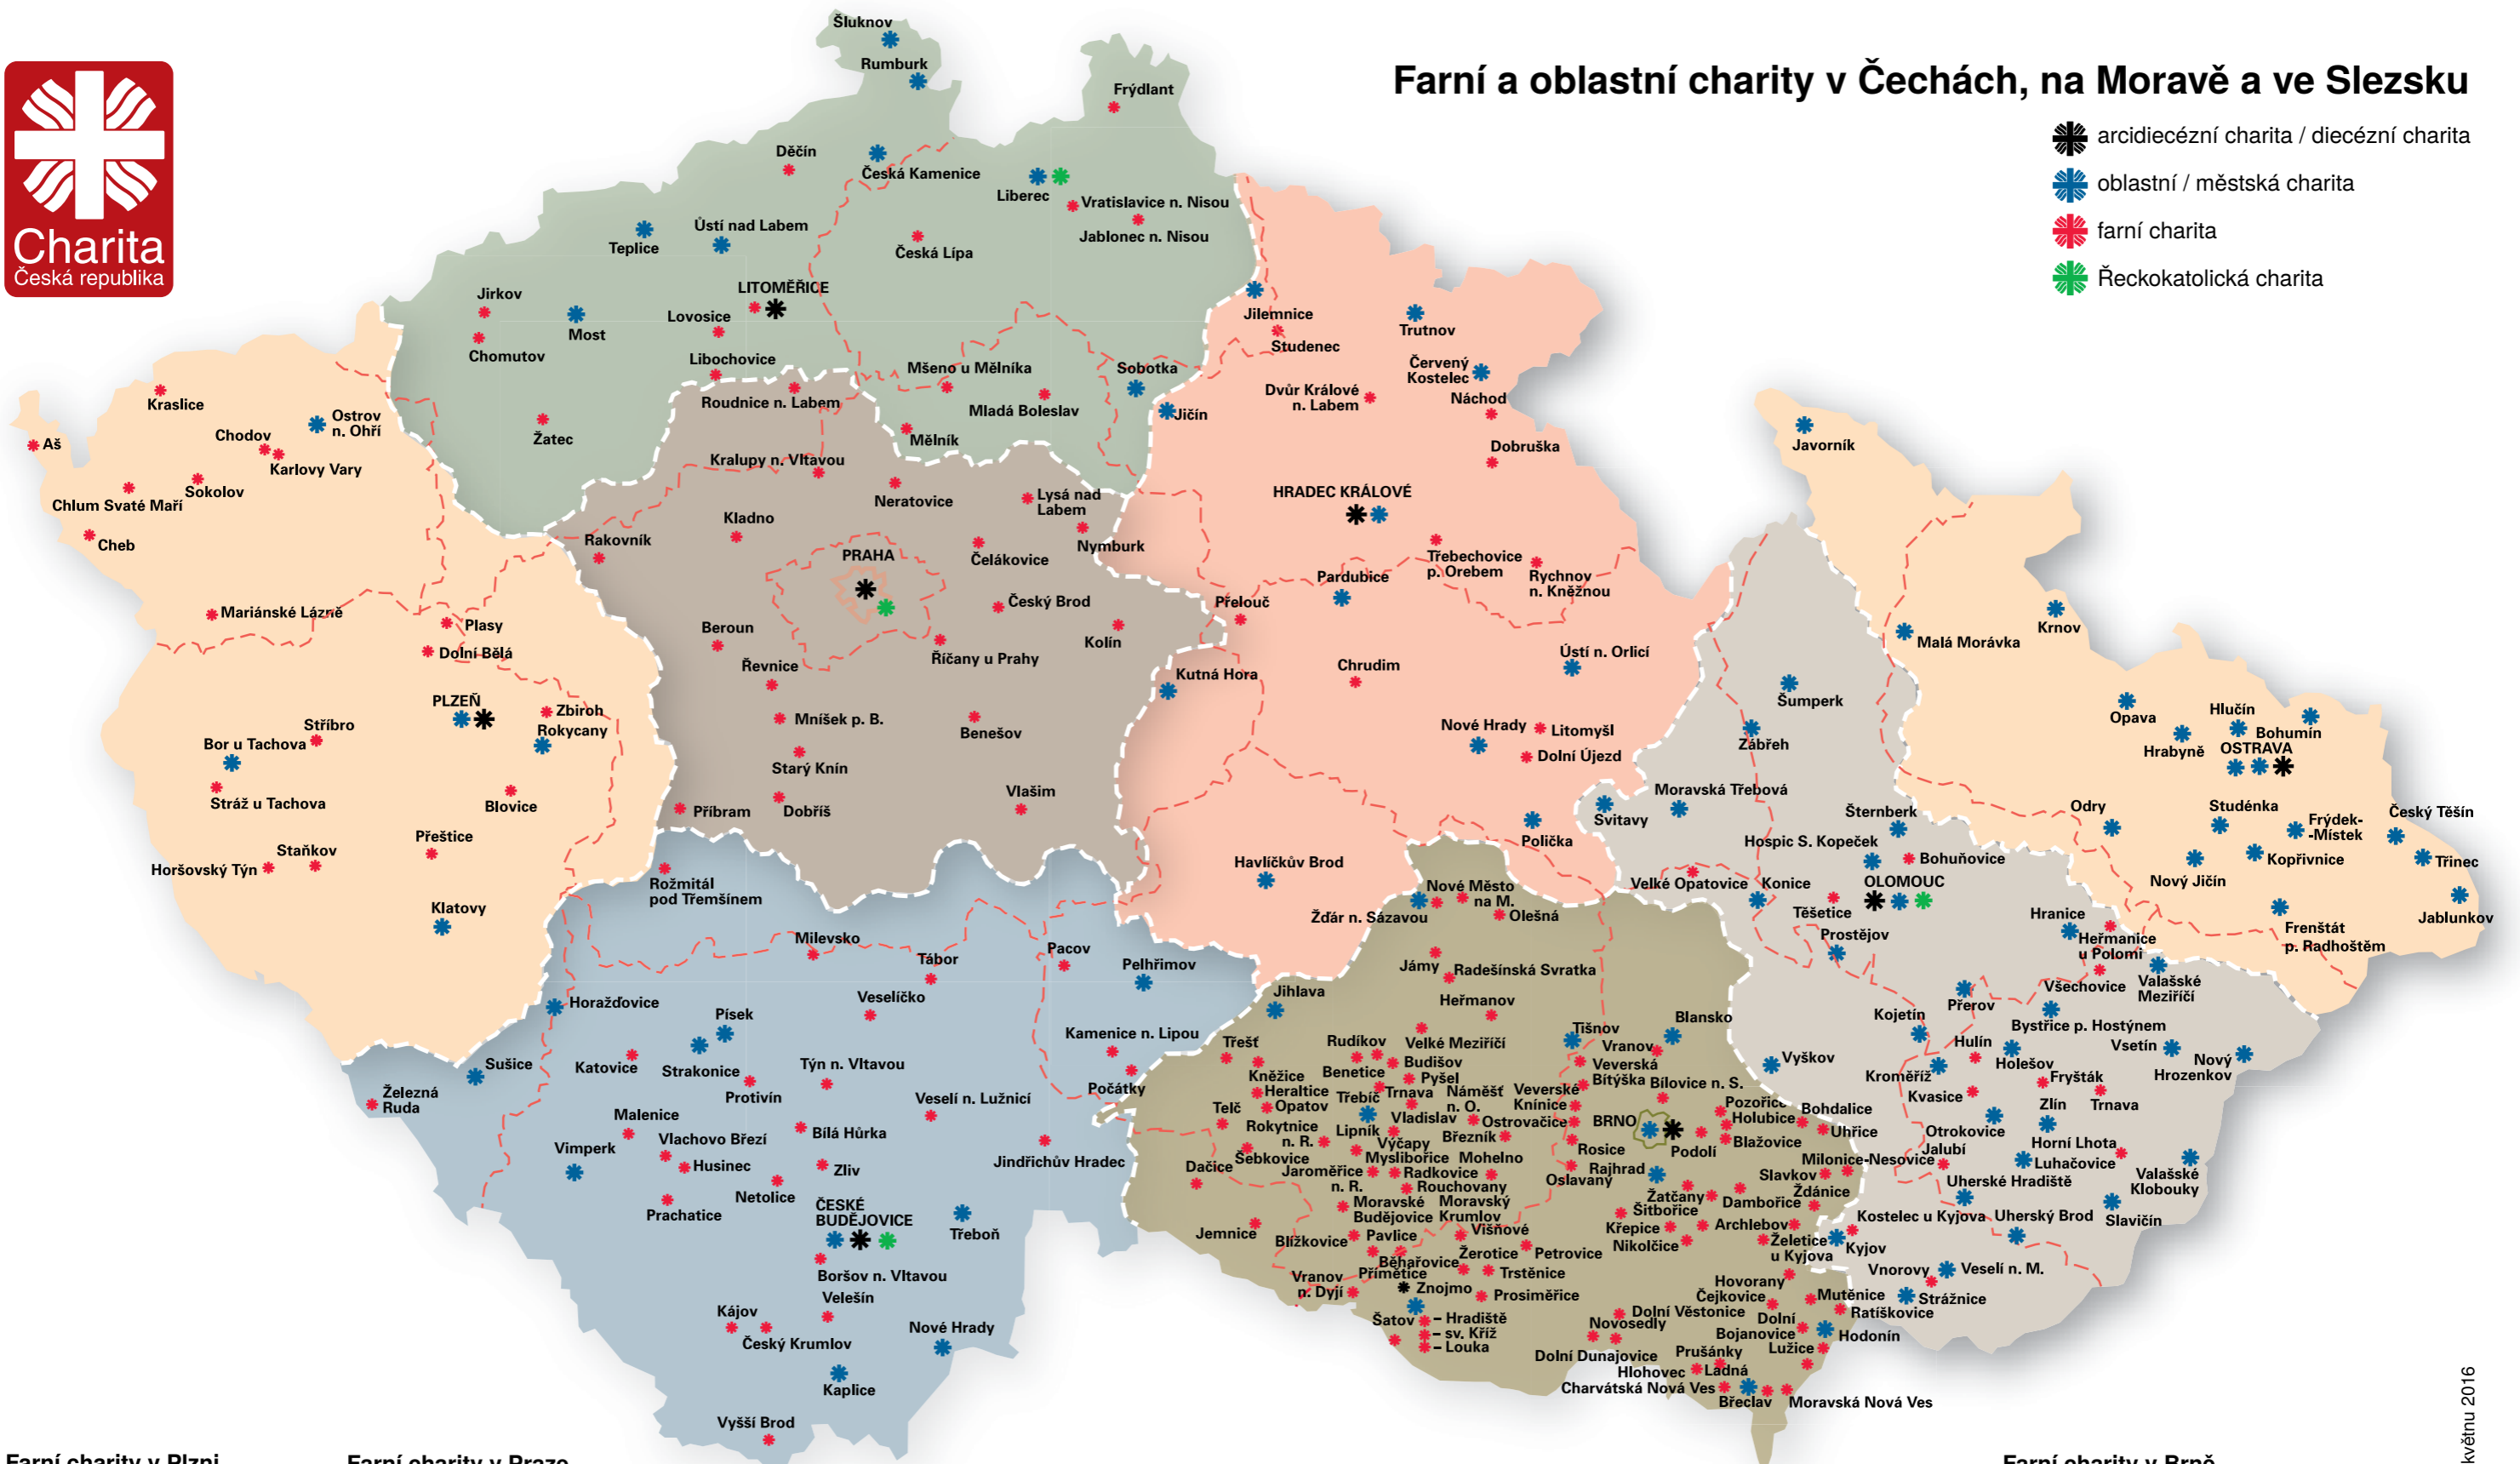 Charita
Česká republika
Farní a oblastní charity v Čechách, na Moravě a ve Slezsku
arcidiecézní charita / diecézní charita
oblastní / městská charita
farní charita
Řeckokatolická charita
Šluknov
Rumburk
Frýdlant
Děčín
Česká Kamenice
Liberec
Vratislavice n. Nisou
Jablonec n. Nisou
Teplice
Ůstí nad Labem
Česká Lípa
LITOMĚŘICE
Jirkov
Most
Lovosice
Chomutov
Libochovice
Roudnice n. Labem
Mšeno u Mělníka
Mladá Boleslav
Sobotka
Mělník
Žatec
Jilemnice
Studenec
Trutnov
Červený
Kostelec
Dvůr Králové
n. Labem
Náchod
Jičín
Dobruška
HRADEC KRÁLOVÉ
Třebechovice
p. Orebem
Rychnov
n. Kněžnou
Pardubice
Přelouč
Chrudim
Ústí n. Orlicí
Nové Hrady
Litomyšl
Dolní Újezd
Polička
Havlíčkův Brod
Kutná Hora
Kraslice
Aš
Chodov
Ostrov
n. Ohří
Karlovy Vary
Sokolov
Chlum Svaté Maří
Cheb
Mariánské Lázně
Plasy
Dolní Bělá
PLZEŇ
Zbiroh
Rokycany
Stříbro
Bor u Tachova
Stráž u Tachova
Blovice
Přeštice
Staňkov
Horšovský Týn
Klatovy
Kralupy n. Vltavou
Neratovice
Lysá nad
Labem
Nymburk
Kladno
Rakovník
PRAHA
Čelákovice
Český Brod
Kolín
Beroun
Řevnice
Říčany u Prahy
Mníšek p. B.
Benešov
Starý Knín
Dobříš
Příbram
Vlašim
Rožmitál
pod Třemšínem
Milevsko
Tábor
Pacov
Pelhřimov
Veselíčko
Horažďovice
Písek
Strakonice
Katovice
Sušice
Železná
Ruda
Protivín
Týn n. Vltavou
Kamenice n. Lipou
Počátky
Veselí n. Lužnicí
Malenice
Vimperk
Vlachovo Březí
Husinec
Bílá Hůrka
Zliv
Netolice
Prachatice
Jindřichův Hradec
ČESKÉ
BUDĚJOVICE
Třeboň
Boršov n. Vltavou
Velešín
Kájov
Český Krumlov
Nové Hrady
Kaplice
Vyšší Brod
Javorník
Malá Morávka
Krnov
Opava
Hlučín
Bohumín
Hrabyně
OSTRAVA
Odry
Studénka
Frýdek-
-Místek
Český Těšín
Kopřivnice
Třinec
Nový Jičín
Jablunkov
Frenštát
p. Radhoštěm
Šumperk
Zábřeh
Moravská Třebová
Svitavy
Šternberk
Hospic S. Kopeček
Bohuňovice
Velké Opatovice
Konice
OLOMOUC
Těšetice
Prostějov
Hranice
Heřmanice
u Polomi
Valašské
Meziříčí
Všechovice
Přerov
Bystřice p. Hostýnem
Kojetín
Hulín
Holešov
Vsetín
Nový
Hrozenkov
Vyškov
Kroměříž
Kvasice
Fryšták
Trnava
Otrokovice
Zlín
Horní Lhota
Luhačovice
Valašské
Klobouky
Jalubí
Uherské Hradiště
Slavičín
Kostelec u Kyjova
Uherský Brod
Kyjov
Vnorovy
Veselí n. M.
Strážnice
Nové Město
na M.
Žďár n. Sázavou
Olešná
Jámy
Radešínská Svratka
Heřmanov
Jihlava
Třešť
Rudíkov
Velké Meziříčí
Tišnov
Blansko
Vranov
Veverská
Bítýška
Benetice
Budišov
Pyšel
Kněžice
Heraltice
Opatov
Třebíč
Trnava
Náměšť
n. O.
Veverské
Knínice
Bílovice n. S.
Telč
Rokytnice
n. R.
Lipník
Vladislav
Ostrovačice
BRNO
Pozořice
Holubice
Bohdalice
Uhřice
Výčapy
Březník
Rosice
Podolí
Blažovice
Šebkovice
Myslibořice
Mohelno
Dačice
Jaroměřice
n. R.
Radkovice
Rouchovany
Oslavany
Rajhrad
Milonice-Nesovice
Slavkov
Žatčany
Dambořice
Ždánice
Moravské
Budějovice
Moravský
Krumlov
Šitbořice
Jemnice
Blížkovice
Pavlice
Višňové
Křepice
Nikolčice
Archlebov
Želetice
u Kyjova
Běhařovice
Žerotice
Petrovice
Vranov
n. Dyjí
Přímětice
Trstěnice
Znojmo
Prosiměřice
Hovorany
Čejkovice
Mutěnice
Ratíškovice
Šatov
– Hradiště
– sv. Kříž
– Louka
Dolní Věstonice
Novosedly
Dolní
Bojanovice
Hodonín
Dolní Dunajovice
Prušánky
Lužice
Hlohovec
Ladná
Charvátská Nová Ves
Břeclav
Moravská Nová Ves
Farní charity v Plzni
Farní charity v Praze
Farní charity v Brně
květnu 2016